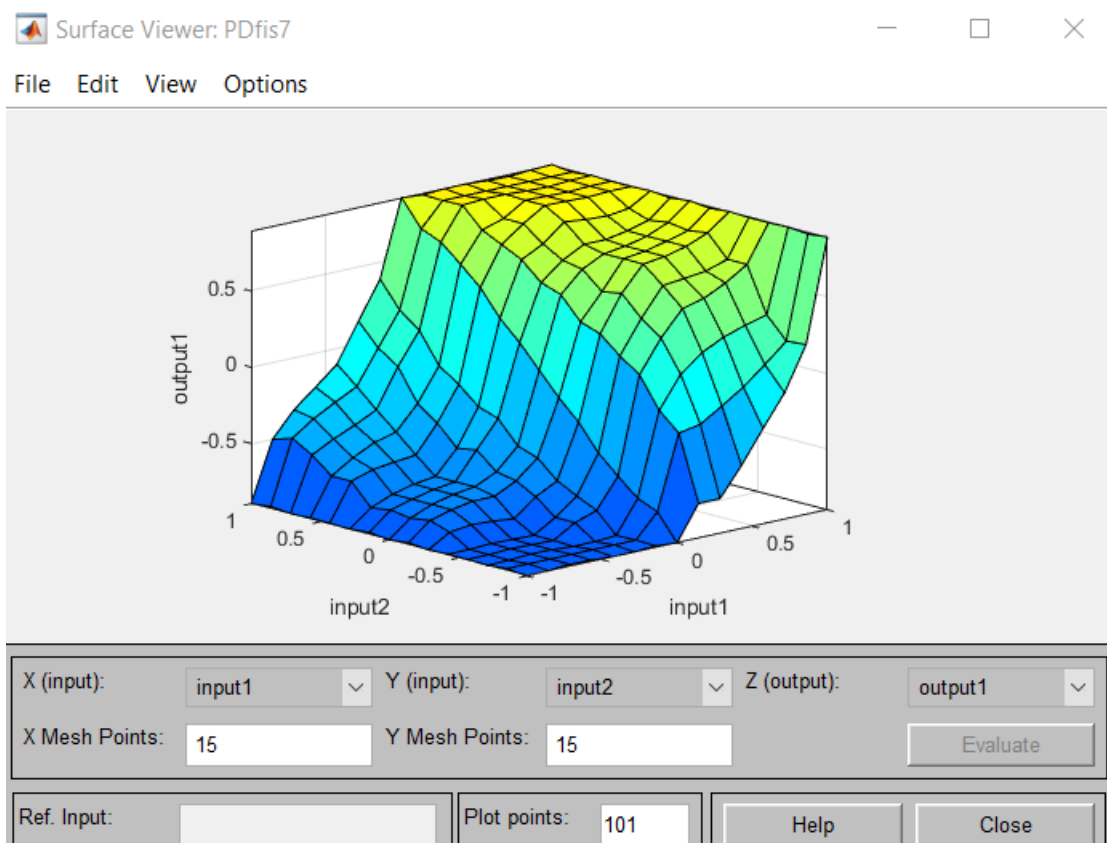 Surface Viewer: PDfis7
File Edit View Options
0.5
0
-0.5
output1
1
0.5
0
-0.5
-1
input2
-1
-0.5
0
0.5
1
input1
X (input): input1 Y (input): input2 Z (output): output1
X Mesh Points: 15 Y Mesh Points: 15 Evaluate
Ref. Input: Plot points: 101 Help Close